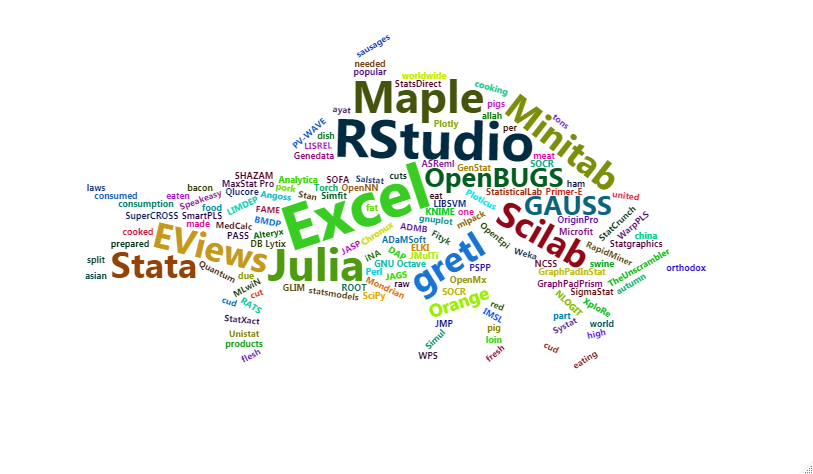 sausages
needed
popular
worldwide
StatsDirect
cooking
Maple
pigs
ayat
allah
tons
Minitab
PV-WAVE
Plotly
per
dish
RStudio
LISREL
Genedata
meat
ASReml
GenStat
SOCR
SHAZAM
Analytica
SOFA
Salstat
cuts
OpenBUGS
ham
laws
bacon
MaxStat Pro
pork
Torch
OpenNN
StatisticalLab Primer-E
united
consumed
eaten
Qlucore
Angoss
Stan
Simfit
Excel
eat
Ploticus
consumption
food
Speakeasy
LIMDEP
FAME
fat
LIBSVM
GAUSS
StatCrunch
SuperCROSS
SmartPLS
BMDP
KNIME
one
mlpack
Scilab
OriginPro
WarpPLS
made
MedCalc
gnuplot
ADMB
Chronux
cooked
EViews
PASS
Alteryx
Fityk
OpenEpi
Microfit
china
prepared
DB Lytix
JASP
ADaMSoft
gretl
RapidMiner
Statgraphics
split
Stata
Julia
iNA
DAP
ELKI
JMulTi
Weka
swine
TheUnscrambler
orthodox
asian
Quantum
due
GNU Octave
PSPP
NCSS
GraphPadInStat
Perl
JAGS
MLwiN
GLIM
ROOT
Mondrian
raw
OpenMx
GraphPadPrism
autumn
cud
cut
statsmodels
SciPy
SOCR
SigmaStat
RATS
Orange
red
NLOGIT
XploRe
StatXact
JMP
IMSL
part
world
Unistat
pig
Systat
high
products
Simul
loin
flesh
WPS
fresh
cud
eating